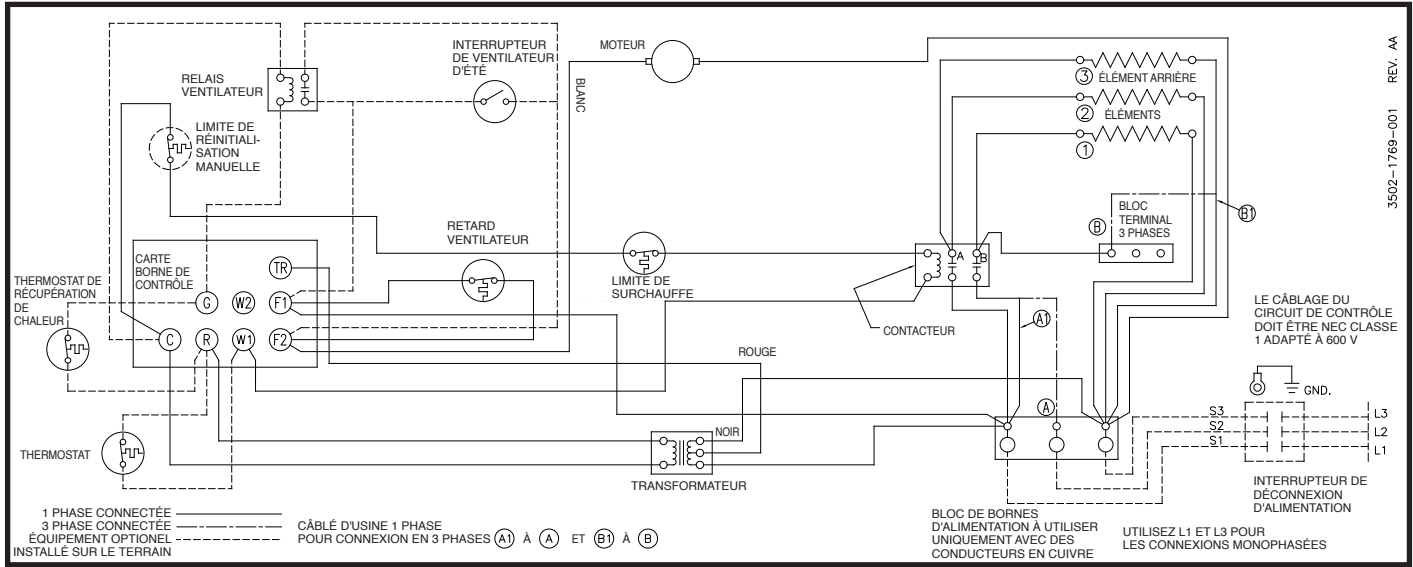 INTERRUPTEUR
DE VENTILATEUR
D'ÉTÉ
MOTEUR
RELAIS
VENTILATEUR
BLANC
3 ÉLÉMENT ARRIÈRE
2 ÉLÉMENTS
1
3502-1769-001 REV. AA
LIMITE DE
RÉINITIALI-
SATION
MANUELLE
RETARD
VENTILATEUR
BLOC
TERMINAL
3 PHASES
B
B1
CARTE
BORNE DE
CONTRÔLE
TR
G
W2
F1
C
R
W1
F2
THERMOSTAT DE
RÉCUPÉRATION
DE
CHALEUR
LIMITE DE
SURCHAUFFE
A
B
CONTACTEUR
A1
LE CÂBLAGE DU
CIRCUIT DE CONTRÔLE
DOIT ÊTRE NEC CLASSE
1 ADAPTÉ À 600 V
ROUGE
GND.
A
NOIR
S3
S2
S1
L3
L2
L1
THERMOSTAT
TRANSFORMATEUR
INTERRUPTEUR DE
DÉCONNEXION
D'ALIMENTATION
1 PHASE CONNECTÉE
3 PHASE CONNECTÉE
ÉQUIPEMENT OPTIONEL
INSTALLÉ SUR LE TERRAIN
CÂBLÉ D'USINE 1 PHASE
POUR CONNEXION EN 3 PHASES A1 À A ET B1 À B
BLOC DE BORNES
D'ALIMENTATION À UTILISER
UNIQUEMENT AVEC DES
CONDUCTEURS EN CUIVRE
UTILISEZ L1 ET L3 POUR
LES CONNEXIONS MONOPHASÉES